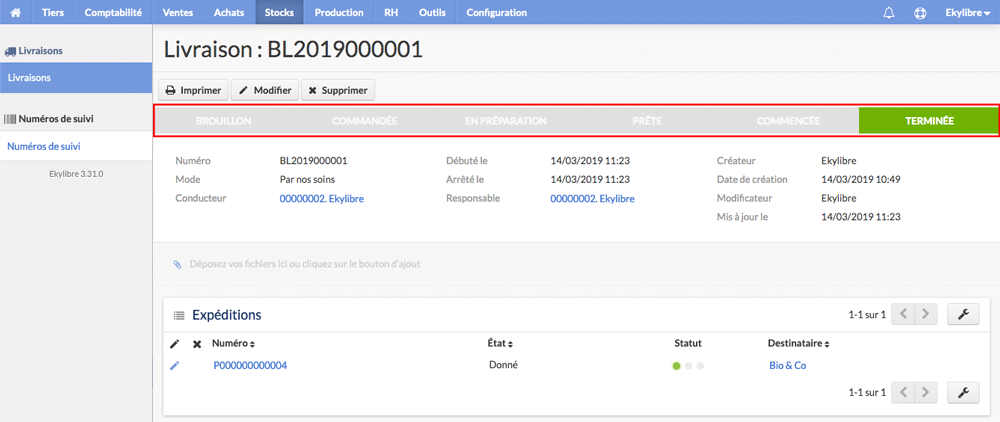 Tiers Comptabilité Ventes Achats Stocks Production RH Outils Configuration Ekylibre
Livraisons
Livraisons
Numéros de suivi
Numéros de suivi
Ekylibre 3.31.0
Livraison : BL2019000001
Imprimer Modifier Supprimer
BROUILLON COMMANDÉE EN PRÉPARATION PRÊTE COMMENCÉE TERMINÉE
Numéro BL2019000001 Débuté le 14/03/2019 11:23 Créateur Ekylibre
Mode Par nos soins Arrêté le 14/03/2019 11:23 Date de création 14/03/2019 10:49
Conducteur 00000002. Ekylibre Responsable 00000002. Ekylibre Modificateur Ekylibre
Mis à jour le 14/03/2019 11:23
Déposez vos fichiers ici ou cliquez sur le bouton d'ajout
Expéditions 1-1 sur 1
Numéro État Statut Destinataire
P000000000004 Donné Bio & Co
1-1 sur 1